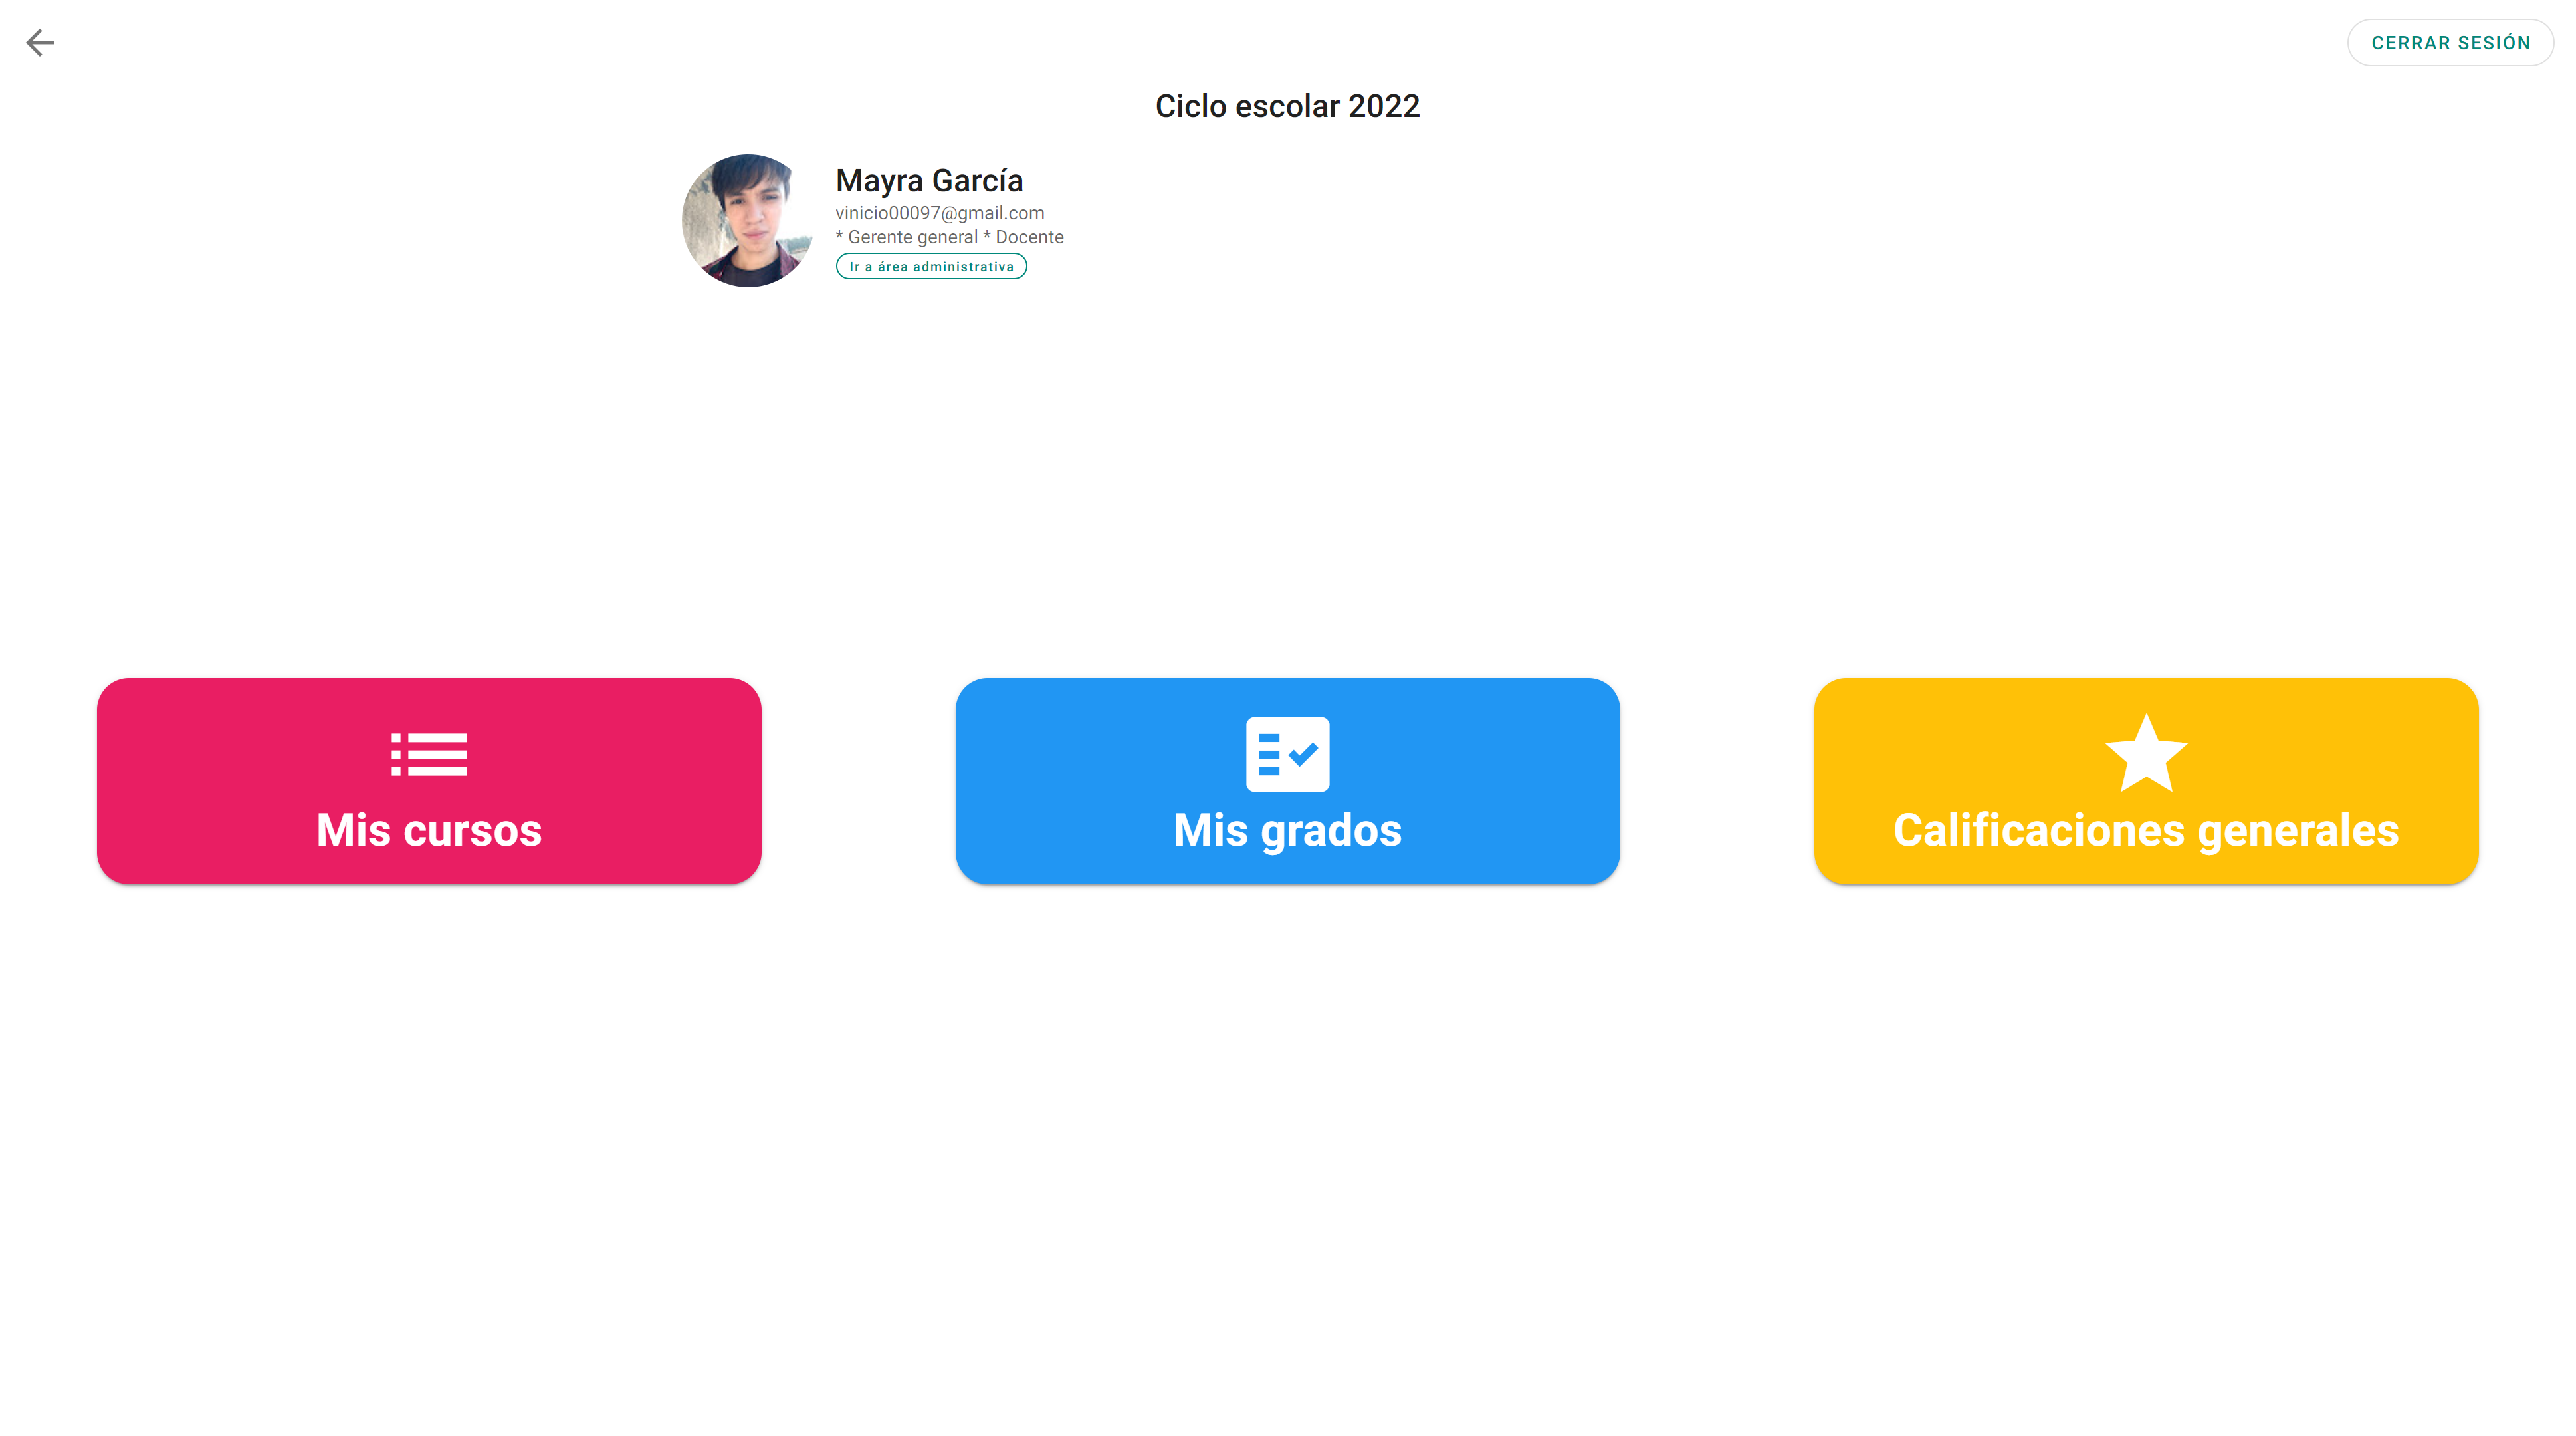 CERRAR SESIÓN
Ciclo escolar 2022
Mayra García
vinicio00097@gmail.com
* Gerente general * Docente
Ir a área administrativa
Mis cursos
Mis grados
Calificaciones generales